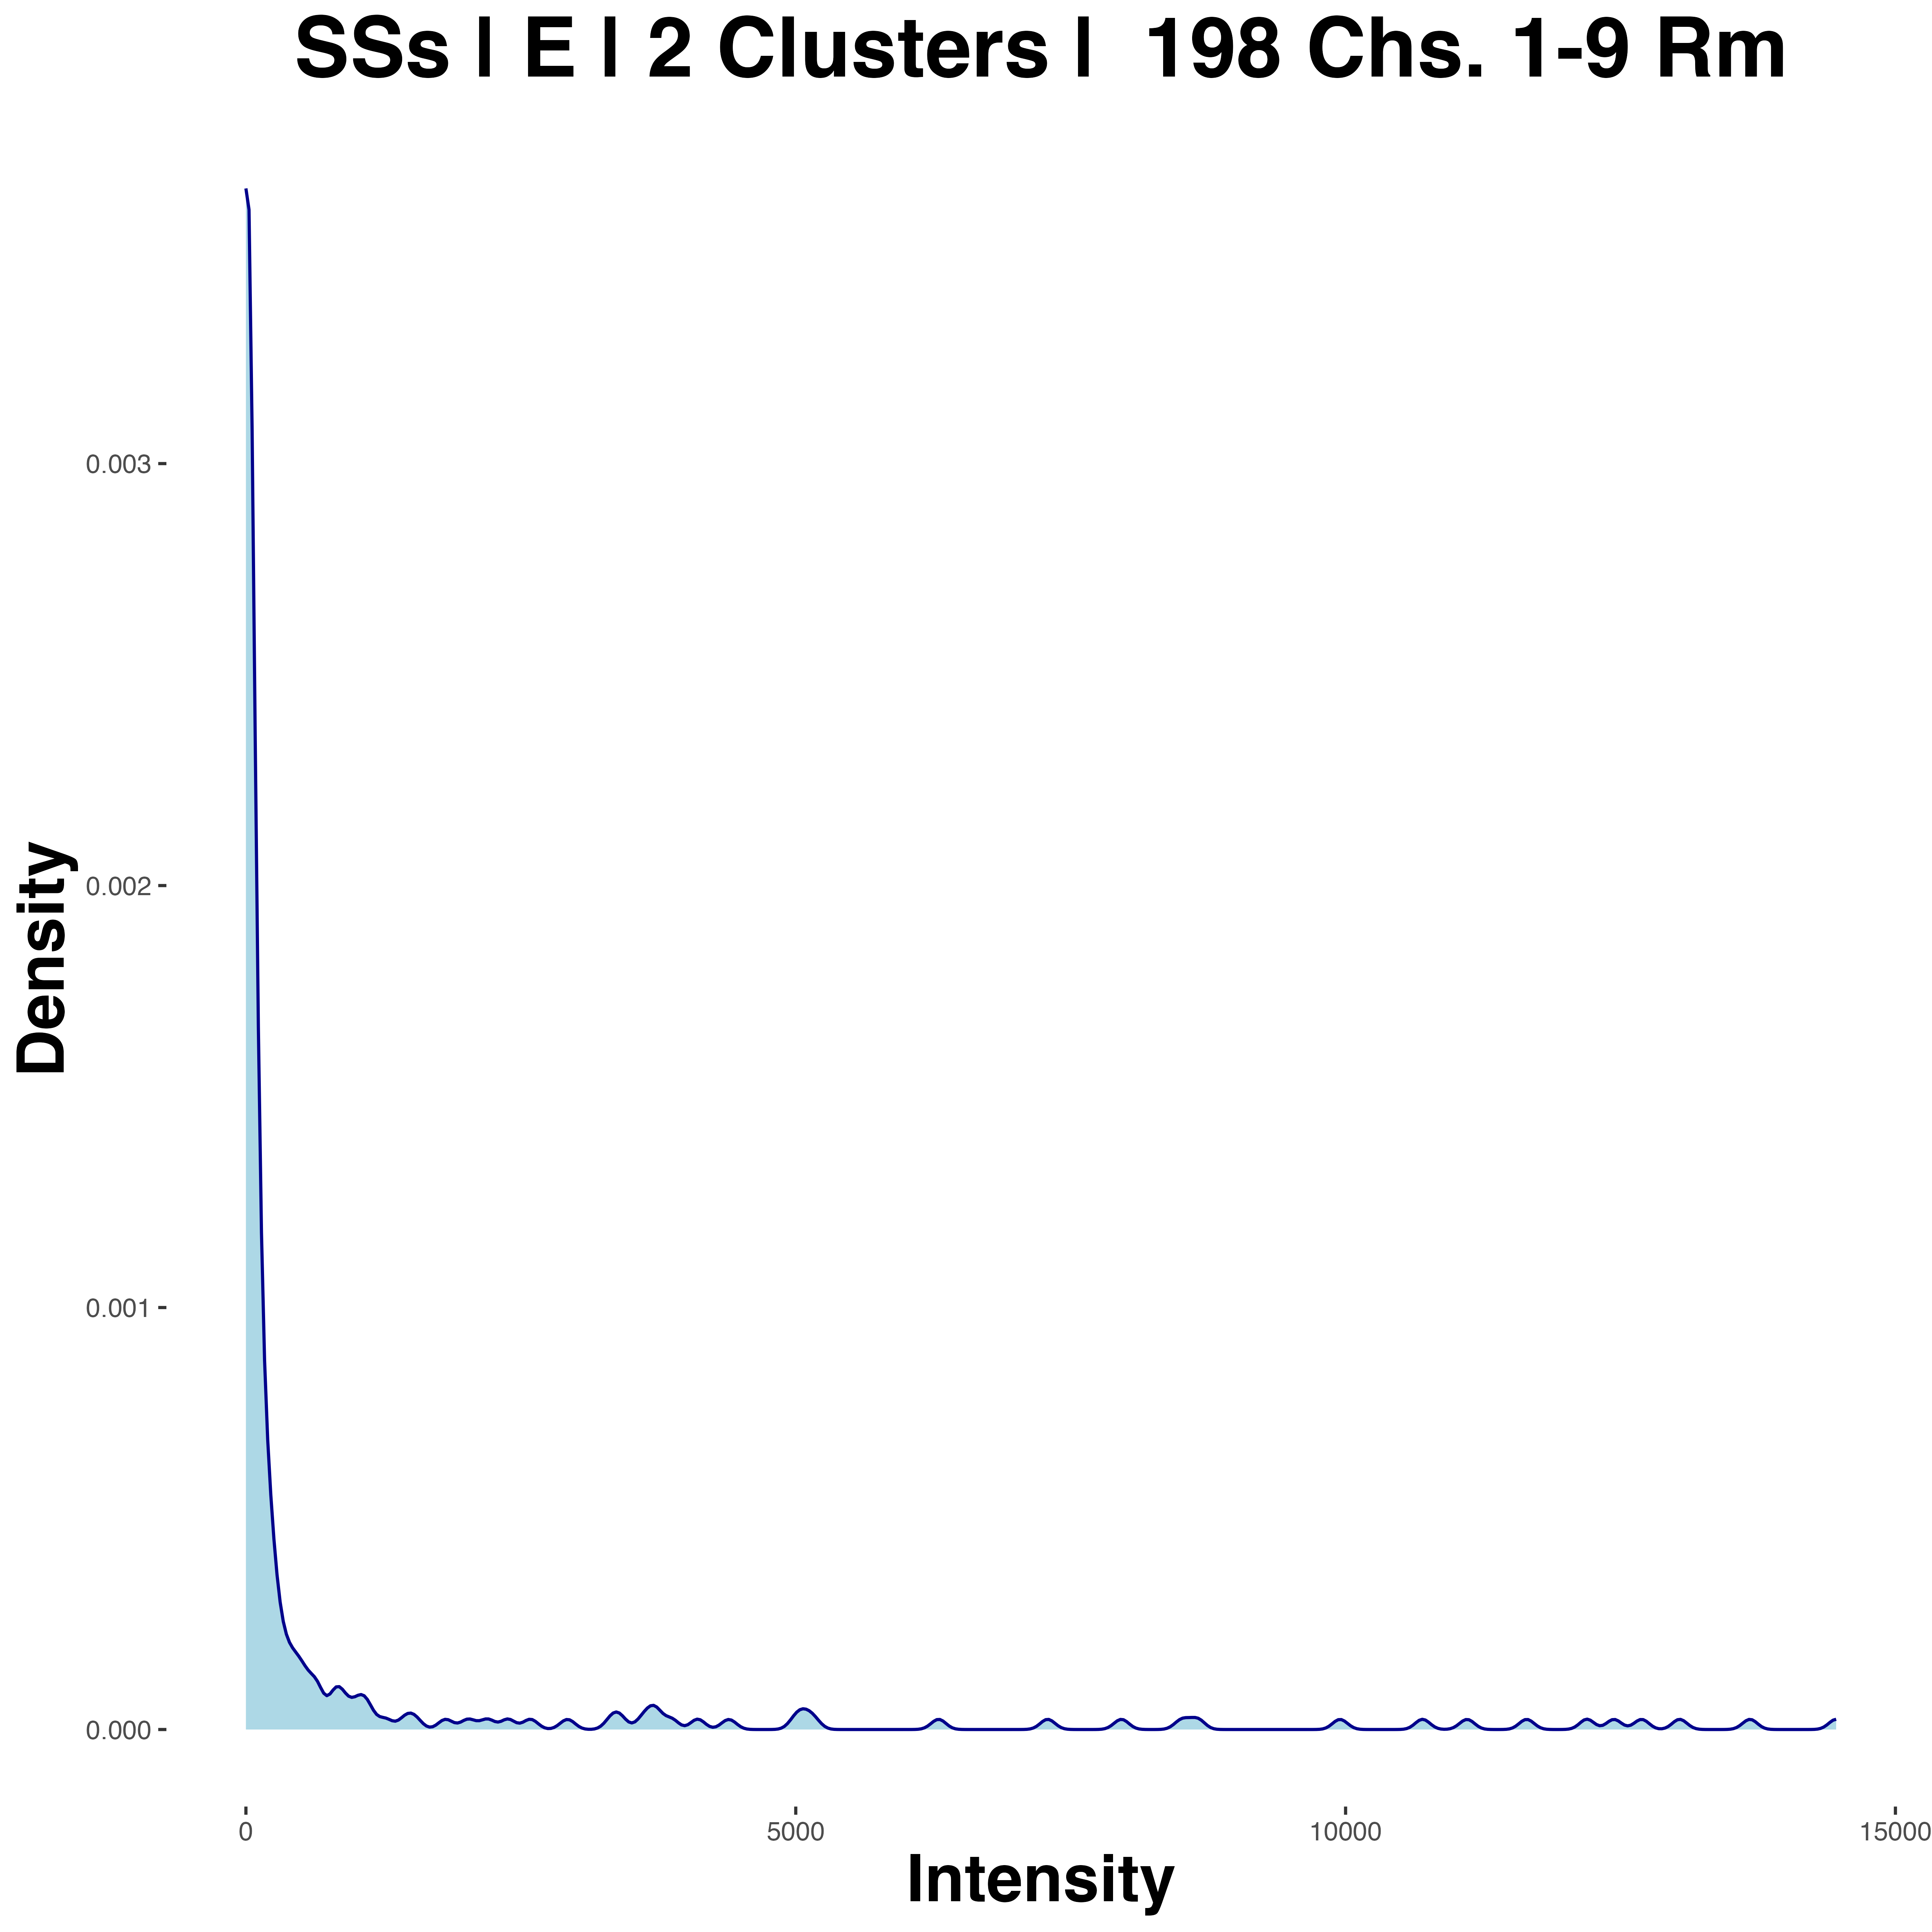 SSs | E | 2 Clusters |  198 Chs. 1-9 Rm
Density
0.003
0.002
0.001
0.000
0
5000
10000
15000
Intensity